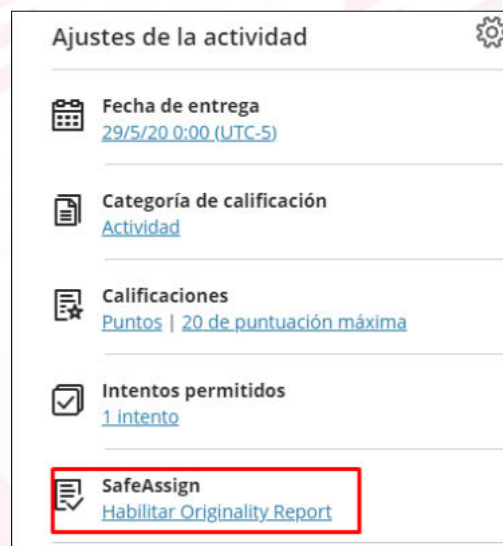 Ajustes de la actividad
Fecha de entrega
29/5/20 0:00 (UTC-5)
Categoría de calificación
Actividad
Calificaciones
Puntos | 20 de puntuación máxima
Intentos permitidos
1 intento
SafeAssign
Habilitar Originality Report